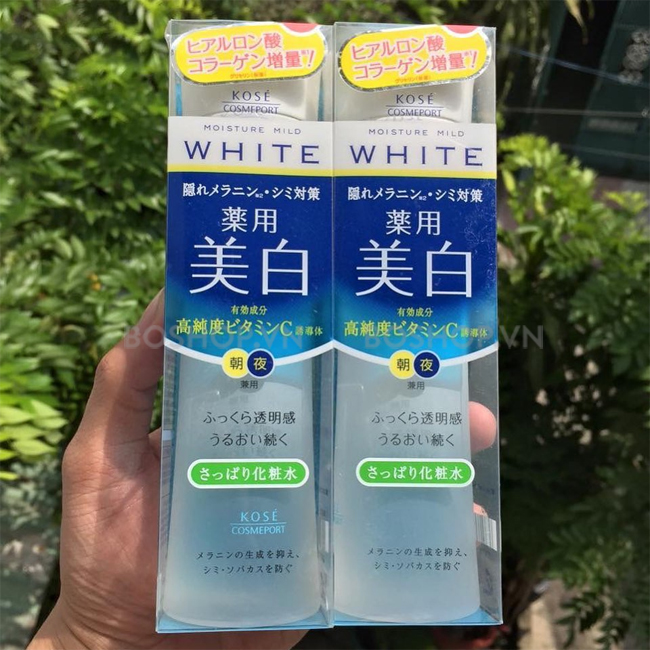 ヒアルロン酸
コラーゲン増量※1!
KOSÉ
COSMEPORT
MOISTURE MILD
WHITE
隠れメラニン※2・シミ対策
薬用
美白
有効成分
高純度ビタミンC誘導体
朝夜
兼用
ふっくら透明感
うるおい続く
さっぱり化粧水
KOSÉ
COSMEPORT
メラニンの生成を抑え、
シミ・ソバカスを防ぐ
ヒアルロン酸
コラーゲン増量※1!
KOSÉ
COSMEPORT
MOISTURE MILD
WHITE
隠れメラニン※2・シミ対策
薬用
美白
有効成分
高純度ビタミンC誘導体
朝夜
兼用
ふっくら透明感
うるおい続く
さっぱり化粧水
メラニンの生成を抑え、
シミ・ソバカスを防ぐ
BOSHOP.VN
BOSHOP.VN